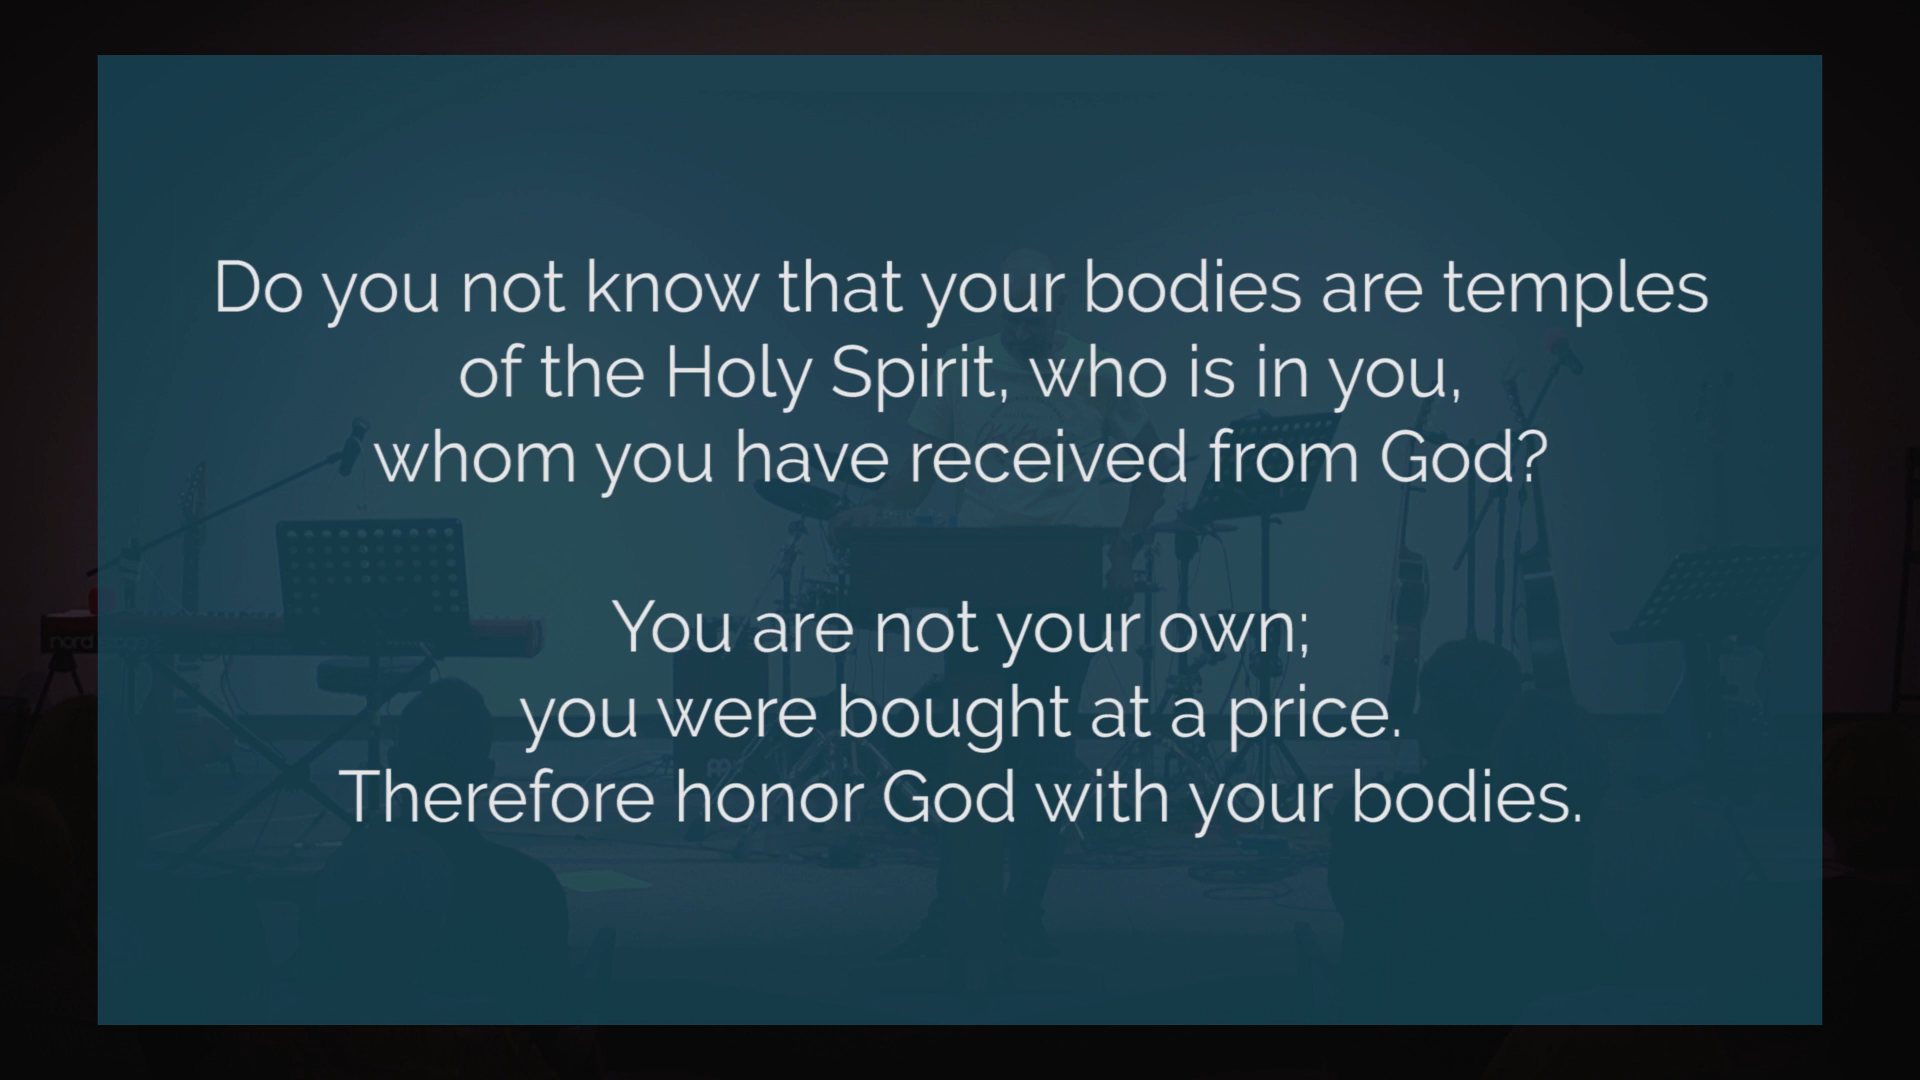 Do you not know that your bodies are temples
of the Holy Spirit, who is in you,
whom you have received from God?
You are not your own;
you were bought at a price.
Therefore honor God with your bodies.
nord